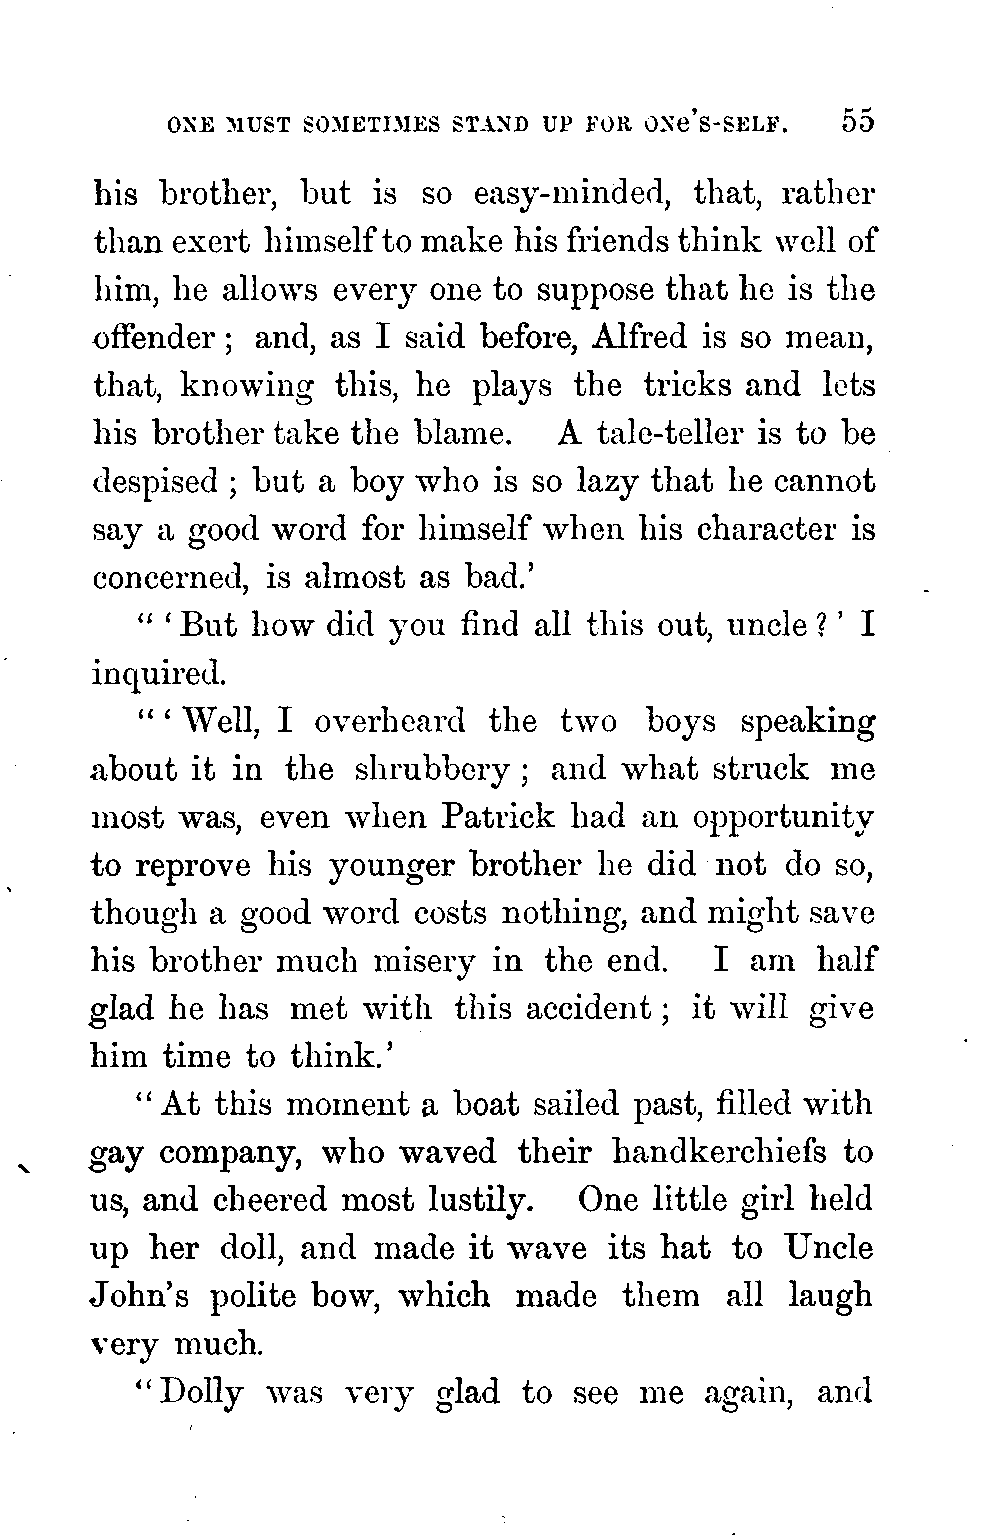 ONE MUST SOMETIMES STAND UP FOR ONe's-SELF. 55
his brother, but is so easy-minded, that, rather
than exert himself to make his friends think well of
him, he allows every one to suppose that he is the
offender ; and, as I said before, Alfred is so mean,
that, knowing this, he plays the tricks and lets
his brother take the blame. A tale-teller is to be
despised ; but a boy who is so lazy that he cannot
say a good word for himself when his character is
concerned, is almost as bad.'
" ' But how did you find all this out, uncle ? ' I
inquired.
" ' Well, I overheard the two boys speaking
about it in the shrubbery ; and what struck me
most was, even when Patrick had an opportunity
to reprove his younger brother he did not do so,
though a good word costs nothing, and might save
his brother much misery in the end. I am half
glad he has met with this accident ; it will give
him time to think.'
" At this moment a boat sailed past, filled with
gay company, who waved their handkerchiefs to
us, and cheered most lustily. One little girl held
up her doll, and made it wave its hat to Uncle
John's polite bow, which made them all laugh
very much.
" Dolly was very glad to see me again, and